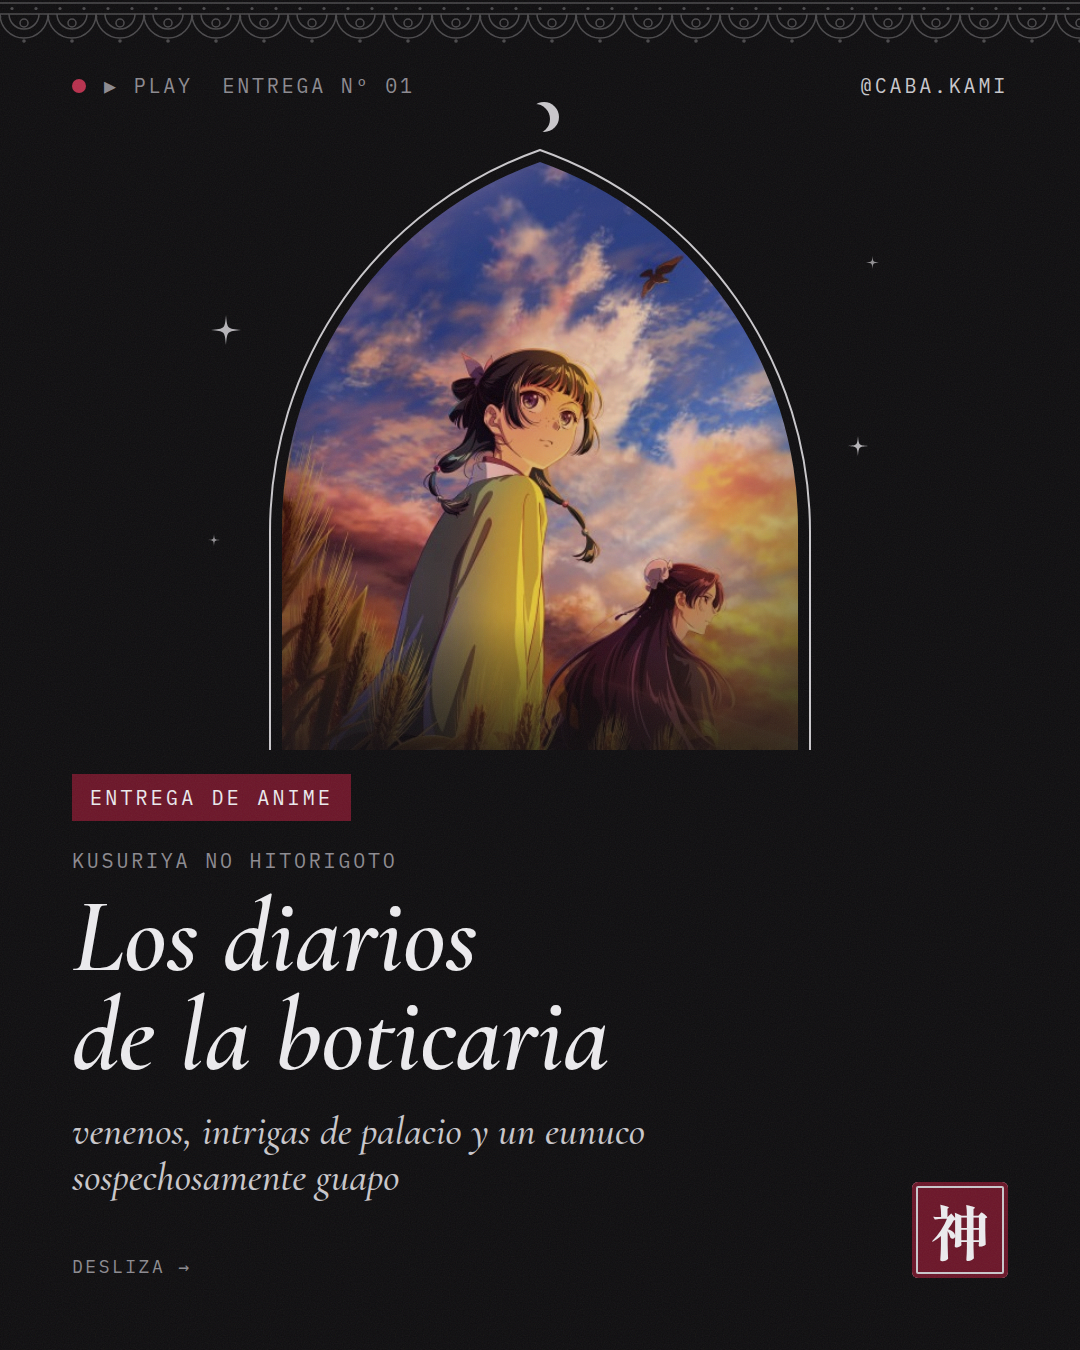 ▶ PLAY ENTREGA Nº 01
@CABA.KAMI
ENTREGA DE ANIME
KUSURIYA NO HITORIGOTO
Los diarios
de la boticaria
venenos, intrigas de palacio y un eunuco
sospechosamente guapo
神
DESLIZA →